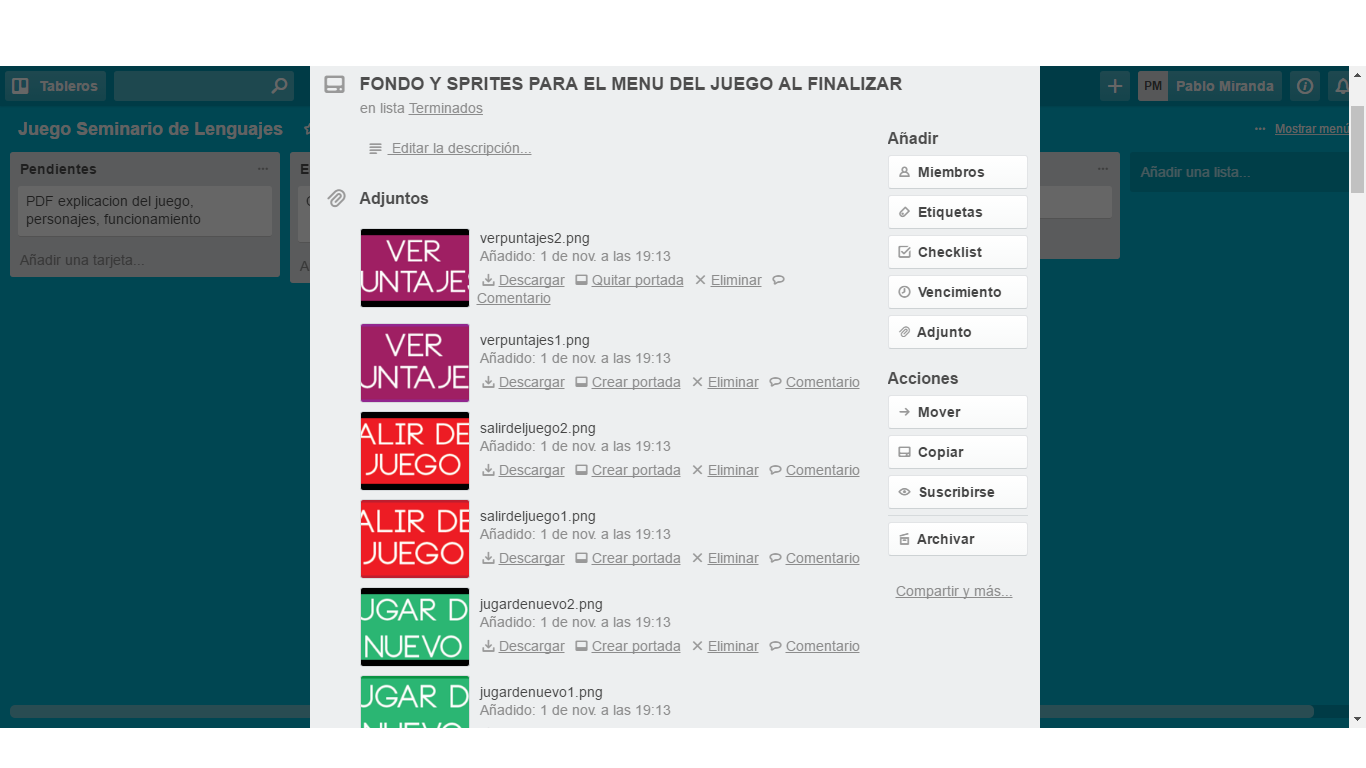 Tableros
PM Pablo Miranda
Juego Seminario de Lenguajes
Mostrar menú
Pendientes
PDF explicacion del juego,
personajes, funcionamiento
Añadir una tarjeta...
Añadir una lista...
FONDO Y SPRITES PARA EL MENU DEL JUEGO AL FINALIZAR
en lista Terminados
Editar la descripción...
Adjuntos
VER
UNTAJES
verpuntajes2.png
Añadido: 1 de nov. a las 19:13
Descargar Quitar portada Eliminar
Comentario
VER
UNTAJE
verpuntajes1.png
Añadido: 1 de nov. a las 19:13
Descargar Crear portada Eliminar Comentario
ALIR DE
JUEGO
salirdeljuego2.png
Añadido: 1 de nov. a las 19:13
Descargar Crear portada Eliminar Comentario
ALIR DE
JUEGO
salirdeljuego1.png
Añadido: 1 de nov. a las 19:13
Descargar Crear portada Eliminar Comentario
UGAR D
NUEVO
jugardenuevo2.png
Añadido: 1 de nov. a las 19:13
Descargar Crear portada Eliminar Comentario
UGAR D
NUEVO
jugardenuevo1.png
Añadido: 1 de nov. a las 19:13
Añadir
Miembros
Etiquetas
Checklist
Vencimiento
Adjunto
Acciones
Mover
Copiar
Suscribirse
Archivar
Compartir y más...